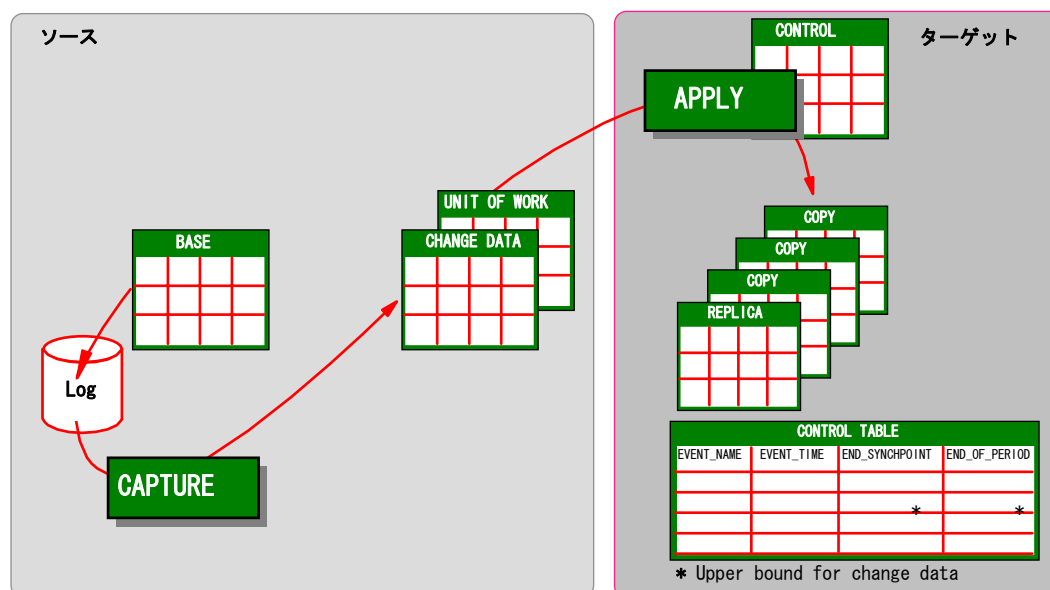 ソース
BASE
Log
CAPTURE
UNIT OF WORK
CHANGE DATA
ターゲット
CONTROL
APPLY
COPY
COPY
COPY
REPLICA
CONTROL TABLE
EVENT_NAME EVENT_TIME END_SYNCHPOINT END_OF_PERIOD
* *
* Upper bound for change data